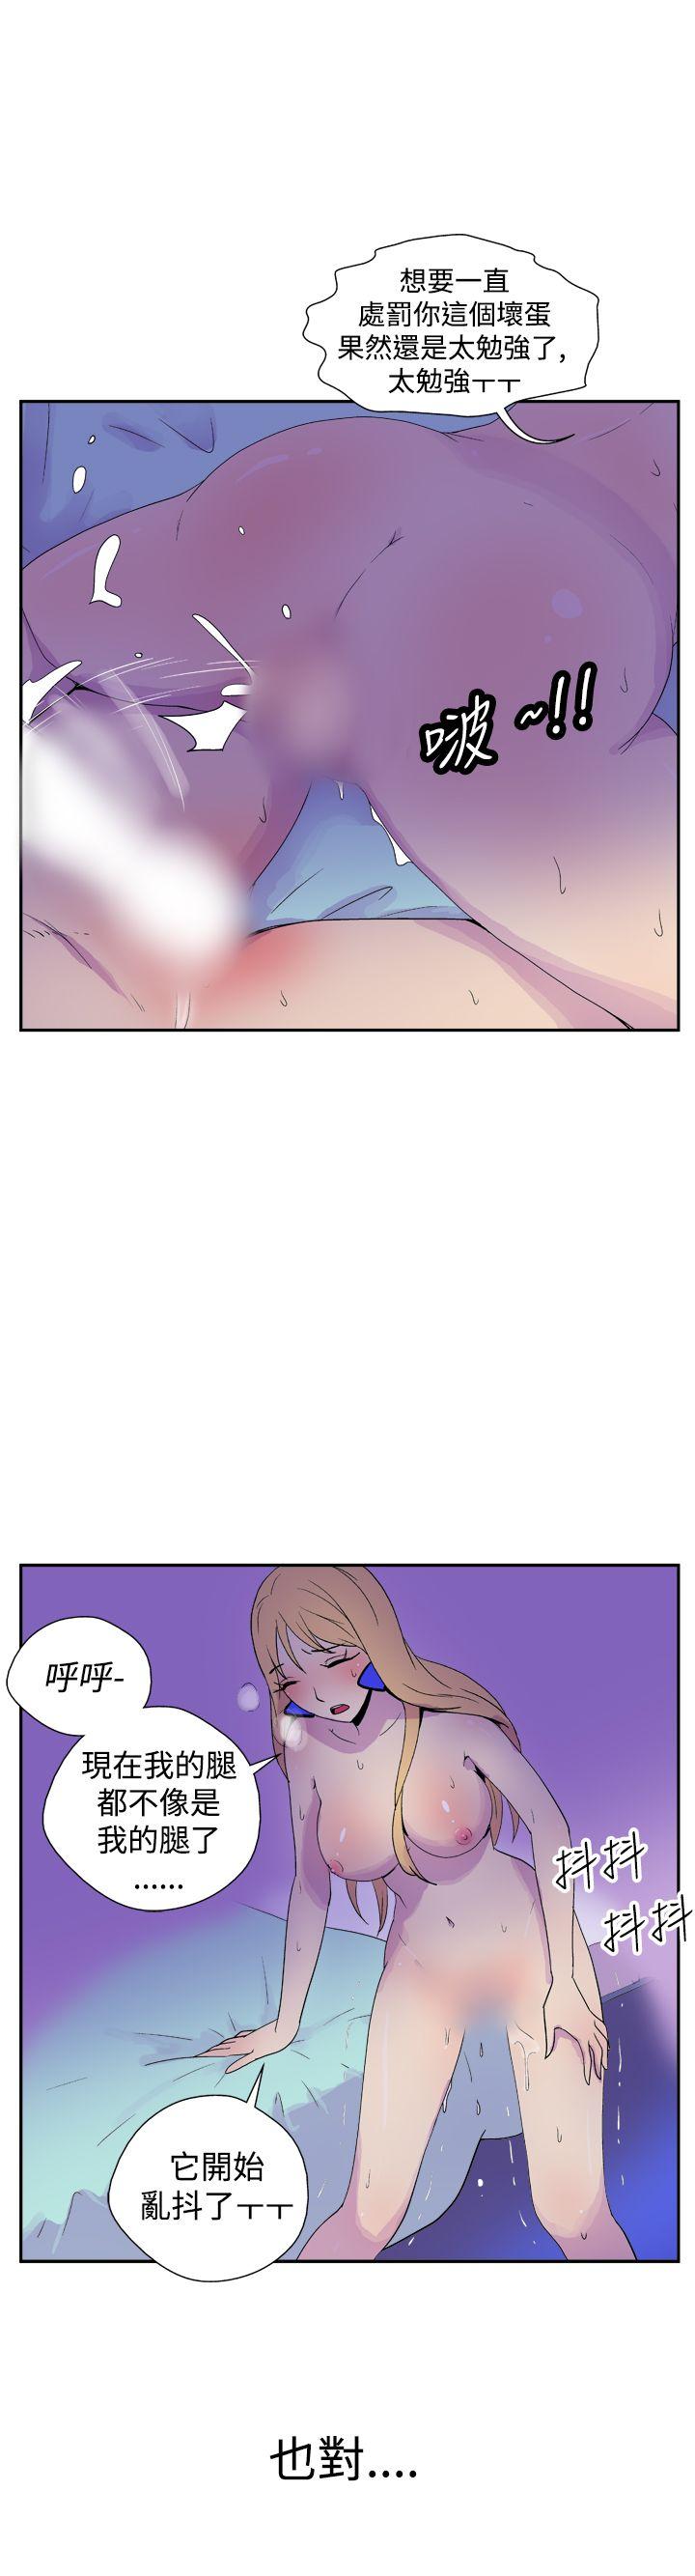 想要一直
處罰你這個壞蛋
果然還是太勉強了,
太勉強ㅜㅜ
啵~!!
呼呼-
現在我的腿
都不像是
我的腿了
......
抖抖
抖抖
它開始
亂抖了ㅜㅜ
也對....